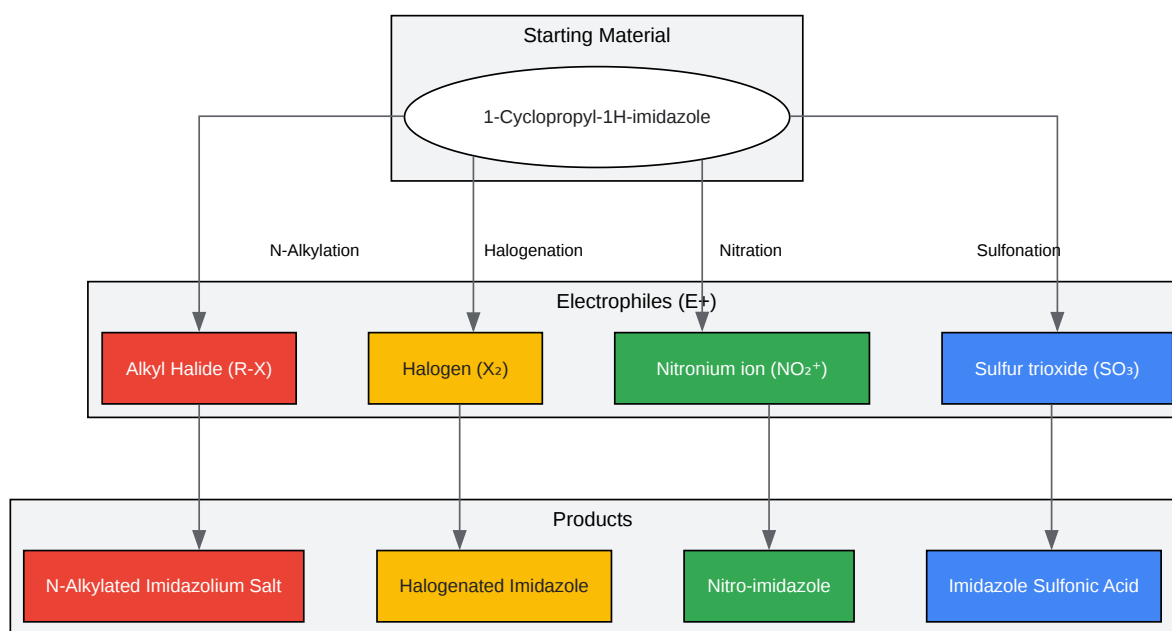 Starting Material
1-Cyclopropyl-1H-imidazole
N-Alkylation
Halogenation
Nitration
Sulfonation
Electrophiles (E+)
Alkyl Halide (R-X)
Halogen (X₂)
Nitronium ion (NO₂⁺)
Sulfur trioxide (SO₃)
Products
N-Alkylated Imidazolium Salt
Halogenated Imidazole
Nitro-imidazole
Imidazole Sulfonic Acid